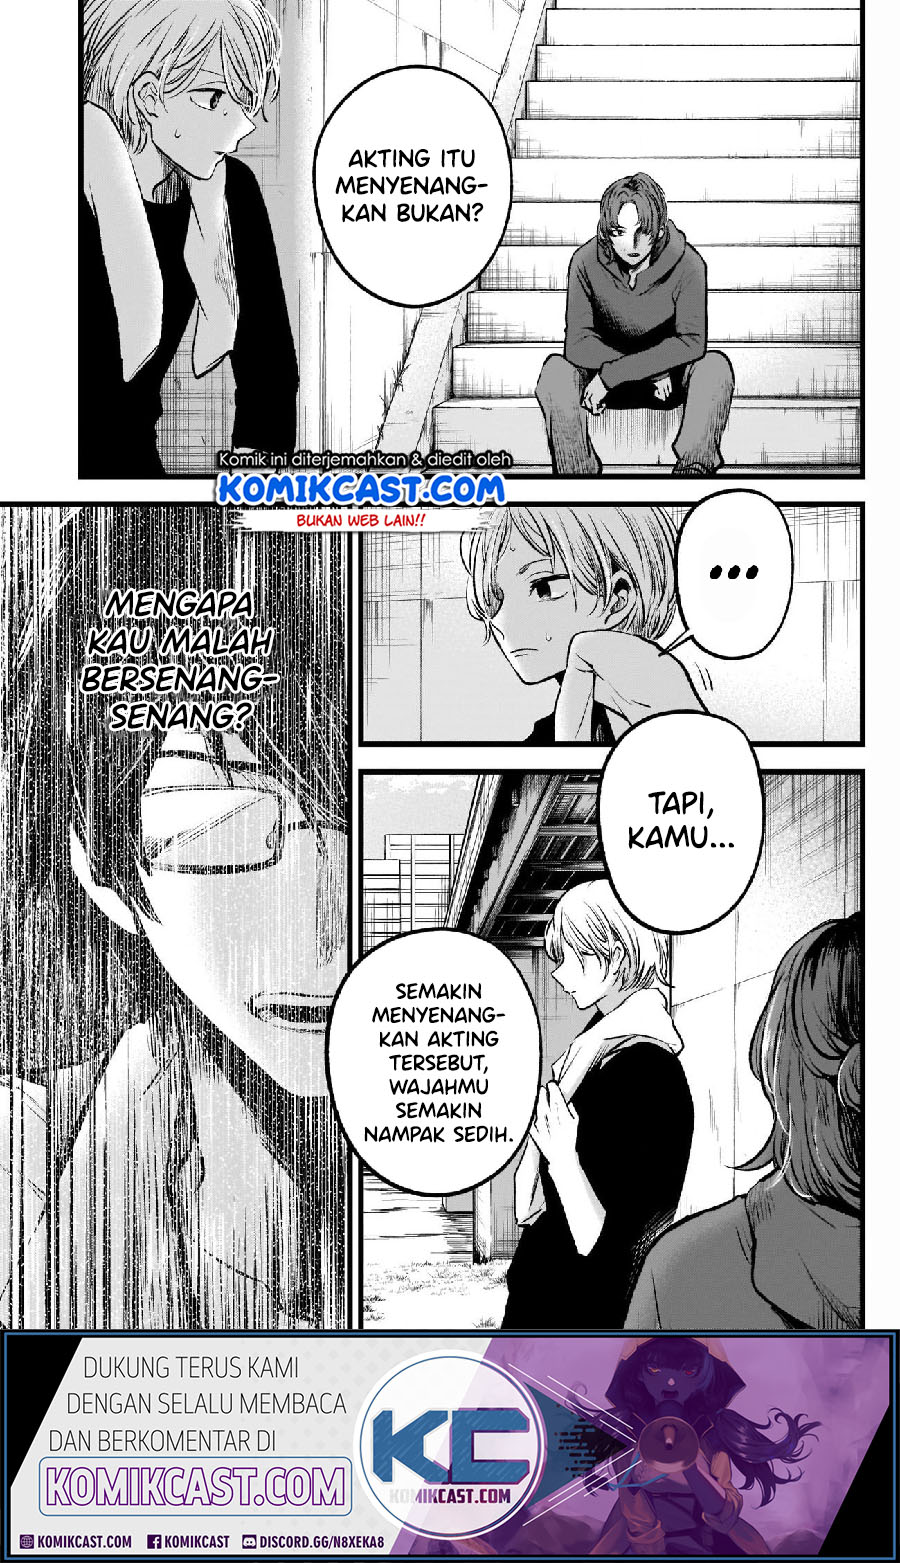 AKTING ITU
MENYENANG-
KAN BUKAN?
Komik ini diterjemahkan & diedit oleh
KOMIKCAST.COM
BUKAN WEB LAIN!!
...
TAPI,
KAMU...
SEMAKIN
MENYENANG-
KAN AKTING
TERSEBUT,
WAJAHMU
SEMAKIN
NAMPAK SEDIH.
MENGAPA
KAU MALAH
BERSENANG-
SENANG?
DUKUNG TERUS KAMI
DENGAN SELALU MEMBACA
DAN BERKOMENTAR DI
KOMIKCAST.COM
KOMIKCAST.COM
KOMIKCAST
DISCORD.GG/N8XEKA8
KC
KOMIKCAST.COM